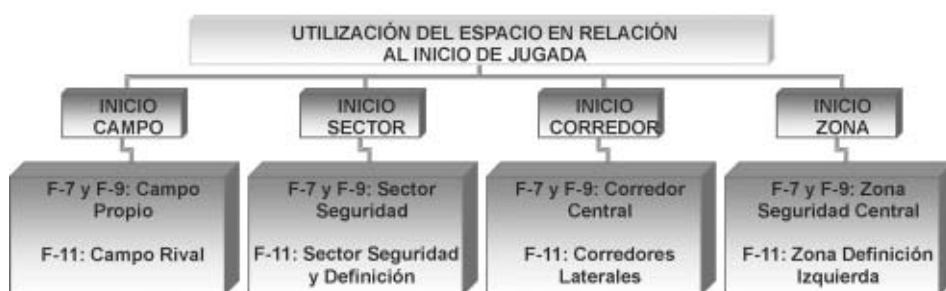 UTILIZACIÓN DEL ESPACIO EN RELACIÓN
AL INICIO DE JUGADA
INICIO
CAMPO
INICIO
SECTOR
INICIO
CORREDOR
INICIO
ZONA
F-7 y F-9: Campo
Propio
F-11: Campo Rival
F-7 y F-9: Sector
Seguridad
F-11: Sector Seguridad
y Definición
F-7 y F-9: Corredor
Central
F-11: Corredores
Laterales
F-7 y F-9: Zona
Seguridad Central
F-11: Zona Definición
Izquierda